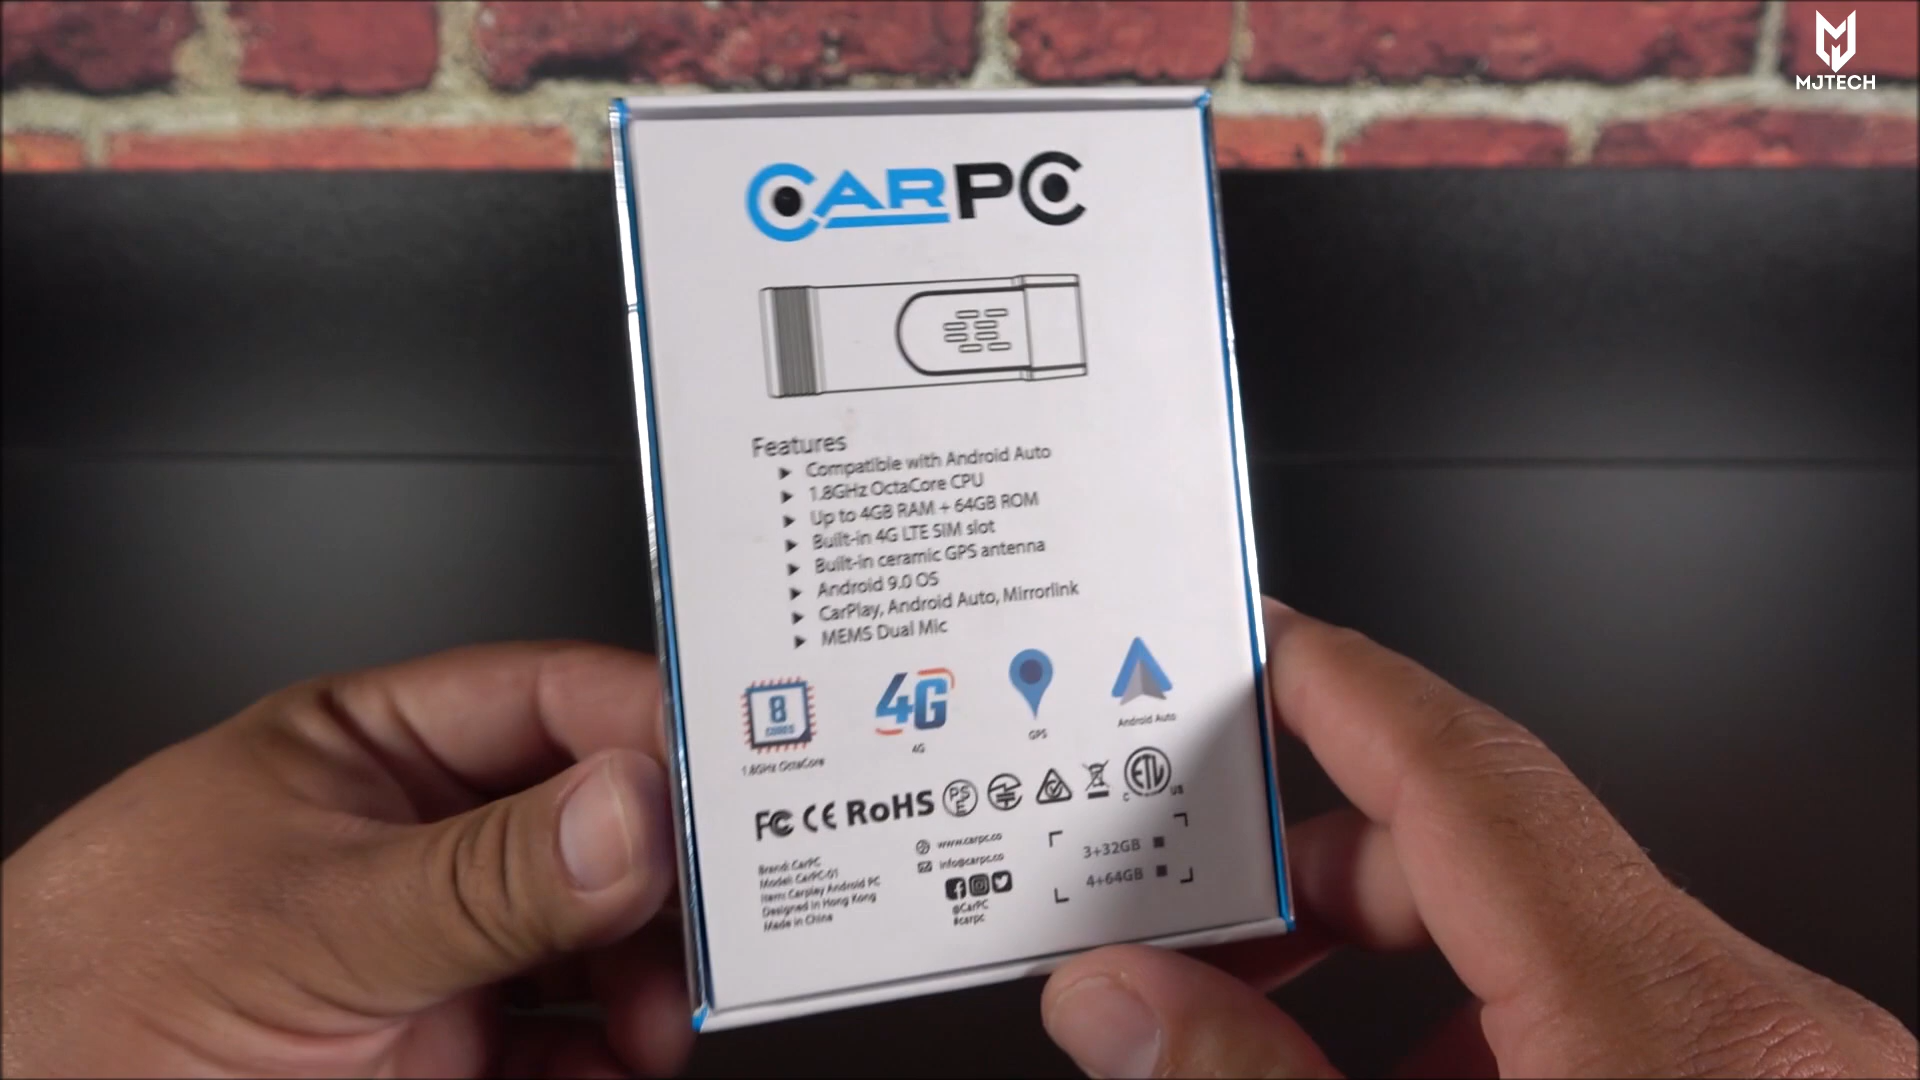 MJTECH
CARPC
Features
Compatible with Android Auto
1.8GHz OctaCore CPU
Up to 4GB RAM + 64GB ROM
Built-in 4G LTE SIM slot
Built-in ceramic GPS antenna
Android 9.0 OS
CarPlay, Android Auto, Mirrorlink
MEMS Dual Mic
8
CORES
1.8GHz OctaCore
4G
4G
GPS
Android Auto
FC CE RoHS PSE ETL
C US
Brand: CarPC
Model: CarPC-01
Item: Carplay Android PC
Designed in Hong Kong
Made in China
www.carpc.co
info@carpc.co
@CarPC
#carpc
3+32GB
4+64GB